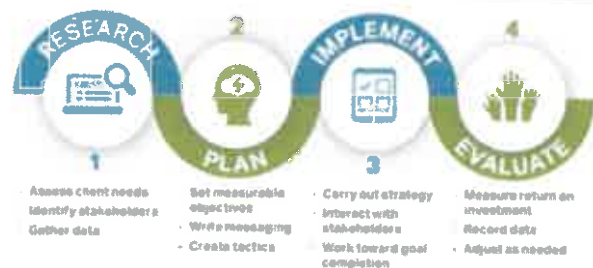 RESEARCH
1
Assess client needs
Identify stakeholders
Gather data
2
PLAN
Set measurable
objectives
Write messaging
Create tactics
IMPLEMENT
3
Carry out strategy
Interact with
stakeholders
Work toward goal
completion
4
EVALUATE
Measure return on
investment
Record data
Adjust as needed